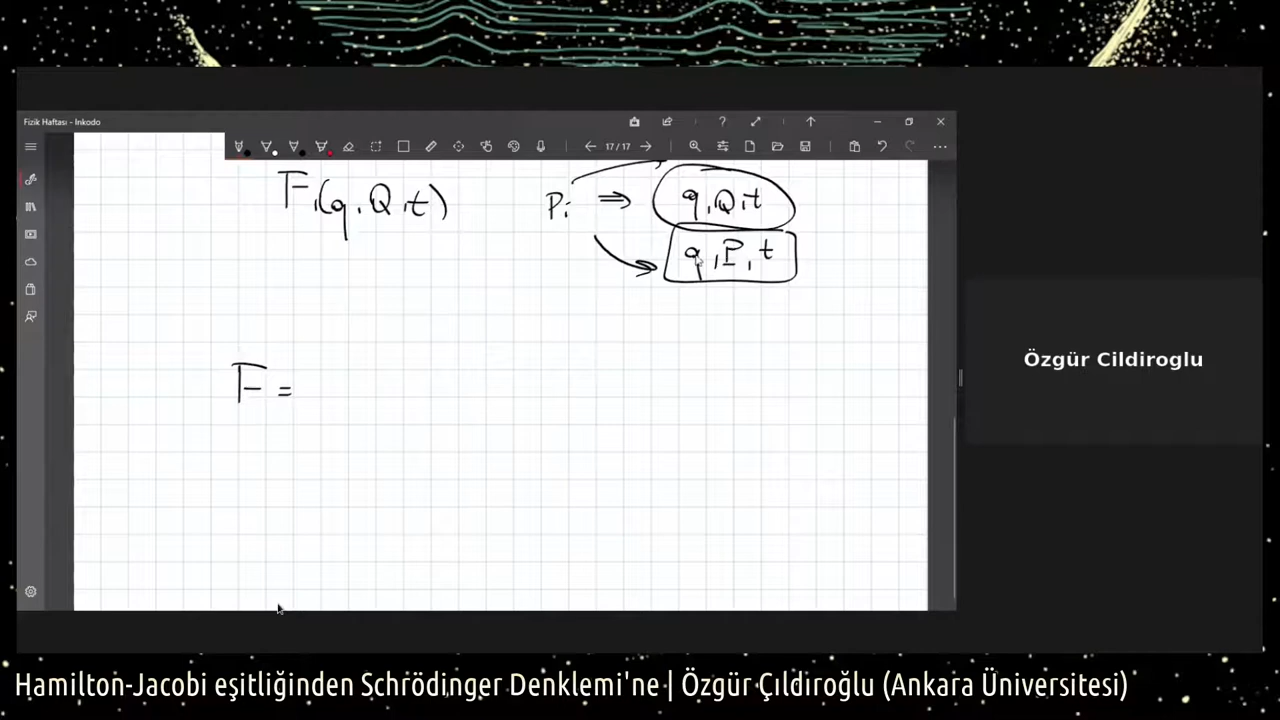 Fizik Haftası - Inkodo
17/17
F₁(q, Q, t) Pᵢ ⇒ q, Q, t
q, P, t
F =
Özgür Cildiroglu
Hamilton-Jacobi eşitliğinden Schrödinger Denklemi'ne | Özgür Çıldıroğlu (Ankara Üniversitesi)